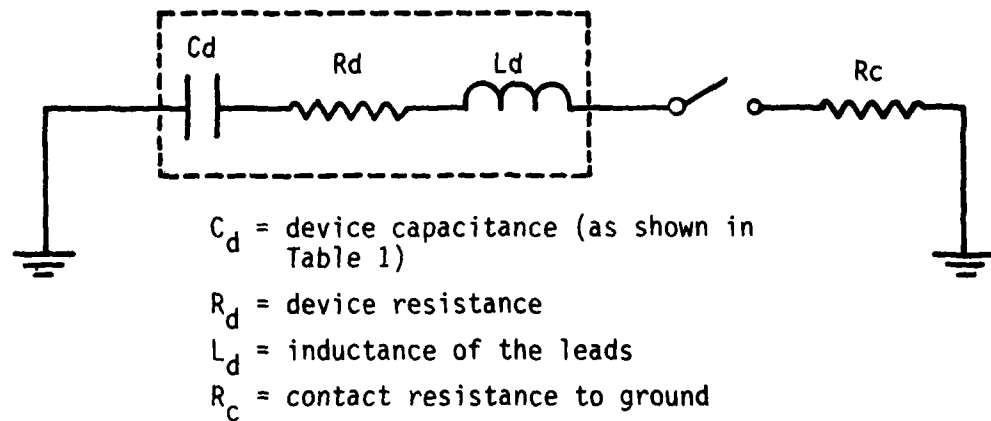 Cd
Rd
Ld
Rc
C_d = device capacitance (as shown in
Table 1)
R_d = device resistance
L_d = inductance of the leads
R_c = contact resistance to ground